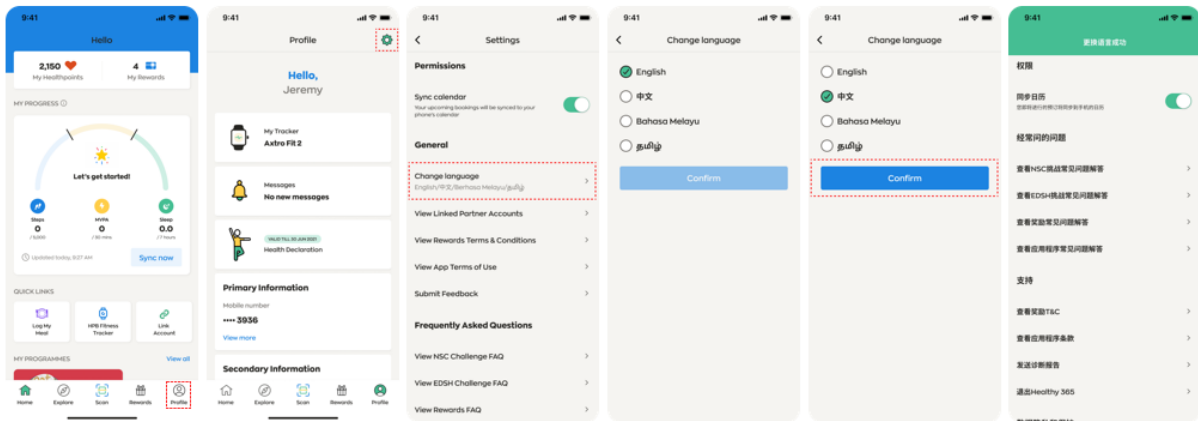 9:41
Hello
2,150
My Healthpoints
4
My Rewards
MY PROGRESS
Let's get started!
Steps
0
/ 5,000
MVPA
0
/ 30 mins
Sleep
0.0
/ 7 hours
Updated today, 9:27 AM
Sync now
QUICK LINKS
Log My
Meal
HPB Fitness
Tracker
Link
Account
MY PROGRAMMES
View all
Home
Explore
Scan
Rewards
Profile
9:41
Profile
Hello,
Jeremy
My Tracker
Axtro Fit 2
Messages
No new messages
VALID TILL 30 JUN 2021
Health Declaration
Primary Information
Mobile number
•••• 3936
View more
Secondary Information
Home
Explore
Scan
Rewards
Profile
9:41
Settings
Permissions
Sync calendar
Your upcoming bookings will be synced to your
phone's calendar
General
Change language
English/中文/Berhasa Melayu/தமிழ்
View Linked Partner Accounts
View Rewards Terms & Conditions
View App Terms of Use
Submit Feedback
Frequently Asked Questions
View NSC Challenge FAQ
View EDSH Challenge FAQ
View Rewards FAQ
9:41
Change language
English
中文
Bahasa Melayu
தமிழ்
Confirm
9:41
Change language
English
中文
Bahasa Melayu
தமிழ்
Confirm
9:41
更换语言成功
权限
同步日历
经常问的问题
查看NSC挑战常见问题解答
查看EDSH挑战常见问题解答
查看奖励常见问题解答
查看应用程序常见问题解答
支持
查看奖励T&C
查看应用程序条款
发送诊断报告
退出Healthy 365